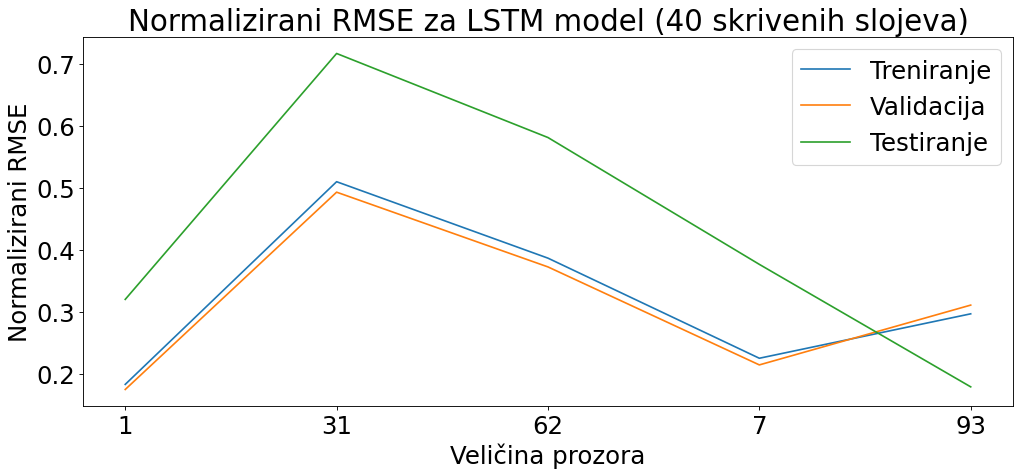 Normalizirani RMSE za LSTM model (40 skrivenih slojeva)
Normalizirani RMSE
0.7
0.6
0.5
0.4
0.3
0.2
Treniranje
Validacija
Testiranje
1 31 62 7 93
Veličina prozora